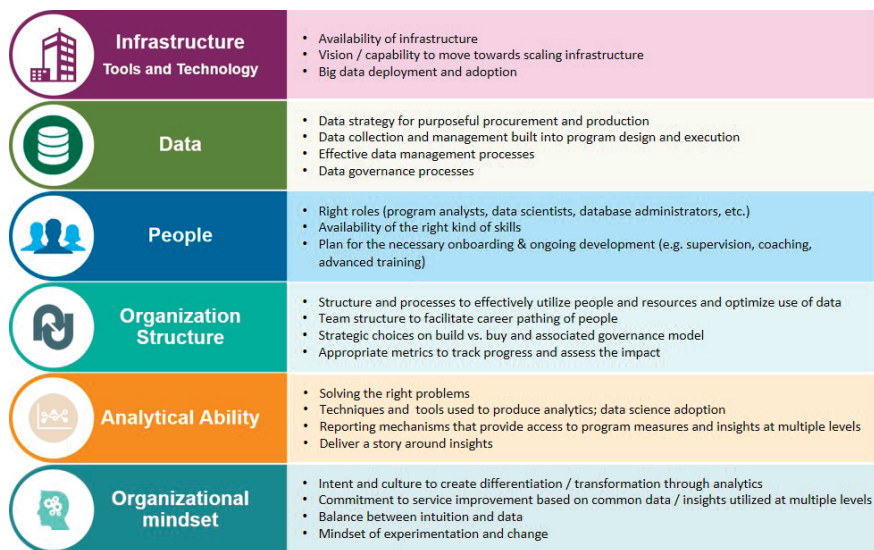 Infrastructure
Tools and Technology
• Availability of infrastructure
• Vision / capability to move towards scaling infrastructure
• Big data deployment and adoption
Data
• Data strategy for purposeful procurement and production
• Data collection and management built into program design and execution
• Effective data management processes
• Data governance processes
People
• Right roles (program analysts, data scientists, database administrators, etc.)
• Availability of the right kind of skills
• Plan for the necessary onboarding & ongoing development (e.g. supervision, coaching,
advanced training)
Organization
Structure
• Structure and processes to effectively utilize people and resources and optimize use of data
• Team structure to facilitate career pathing of people
• Strategic choices on build vs. buy and associated governance model
• Appropriate metrics to track progress and assess the impact
Analytical Ability
• Solving the right problems
• Techniques and tools used to produce analytics; data science adoption
• Reporting mechanisms that provide access to program measures and insights at multiple levels
• Deliver a story around insights
Organizational
mindset
• Intent and culture to create differentiation / transformation through analytics
• Commitment to service improvement based on common data / insights utilized at multiple levels
• Balance between intuition and data
• Mindset of experimentation and change